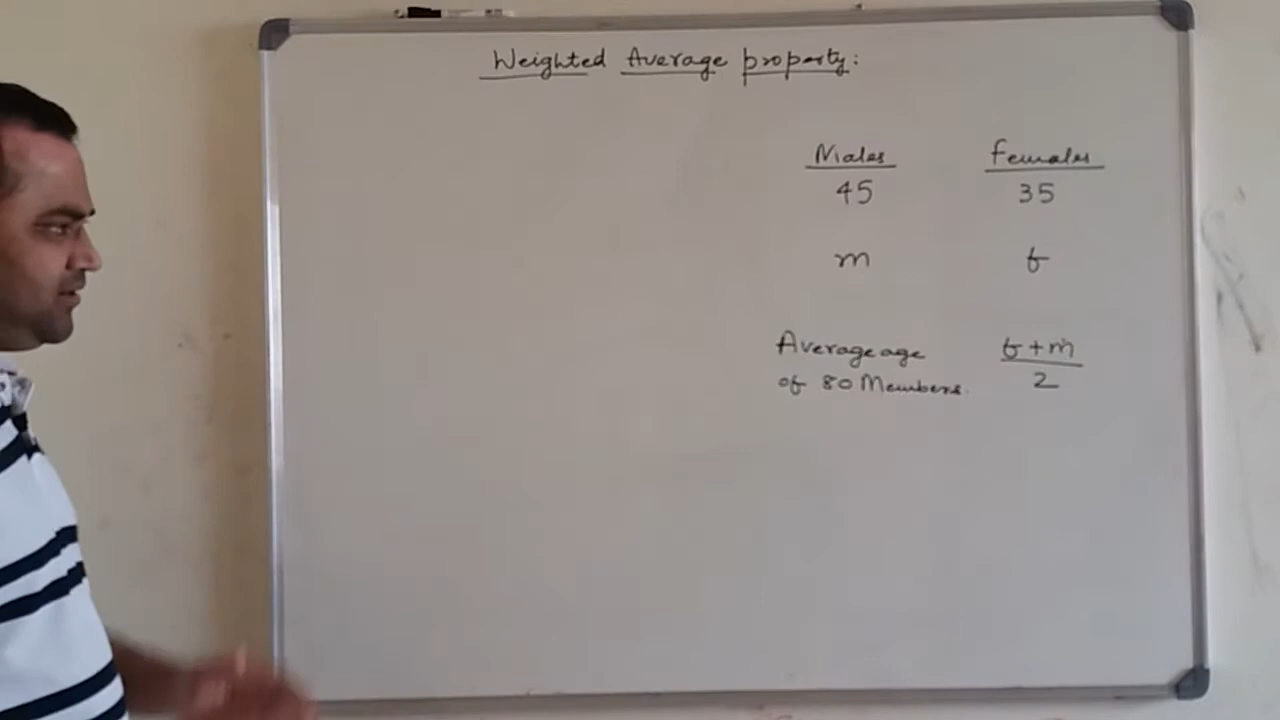 Weighted Average property:
Males Females
45 35
m f
Average age
of 80 Members.
f+m
2